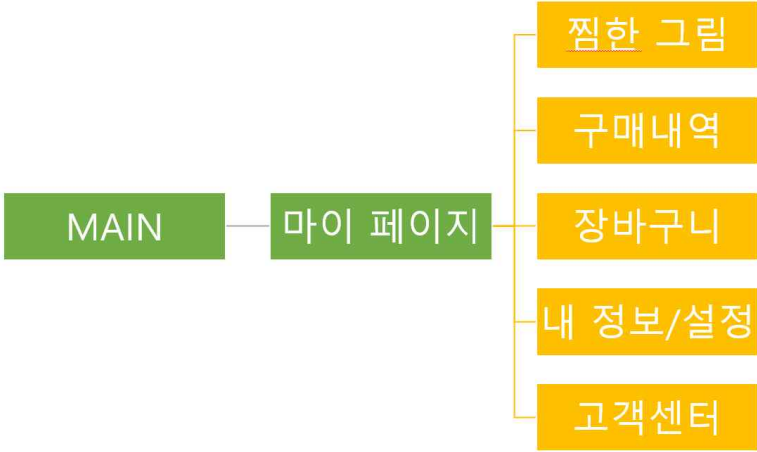 MAIN
마이 페이지
찜한 그림
구매내역
장바구니
내 정보/설정
고객센터